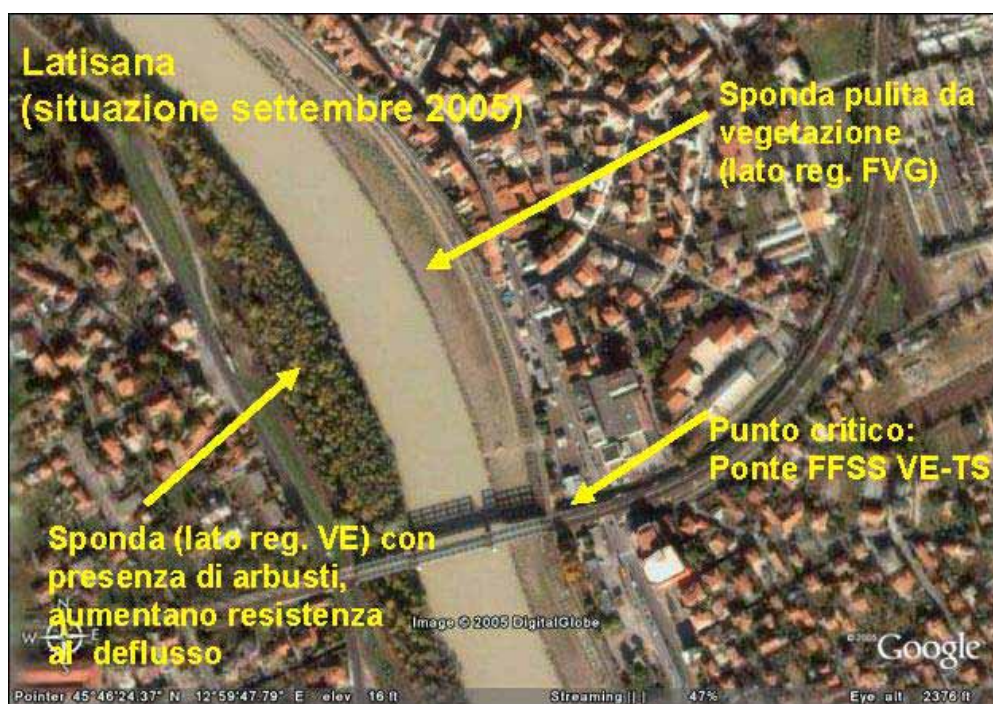 Latisana
(situazione settembre 2005)
Sponda pulita da
vegetazione
(lato reg. FVG)
Punto critico:
Ponte FFSS VE-TS
Sponda (lato reg. VE) con
presenza di arbusti,
aumentano resistenza
al deflusso
N
W E
Image © 2005 DigitalGlobe
© 2005 Google
Pointer 45°46'24.37" N 12°59'47.79" E elev 16 ft Streaming 47% Eye alt 2376 ft